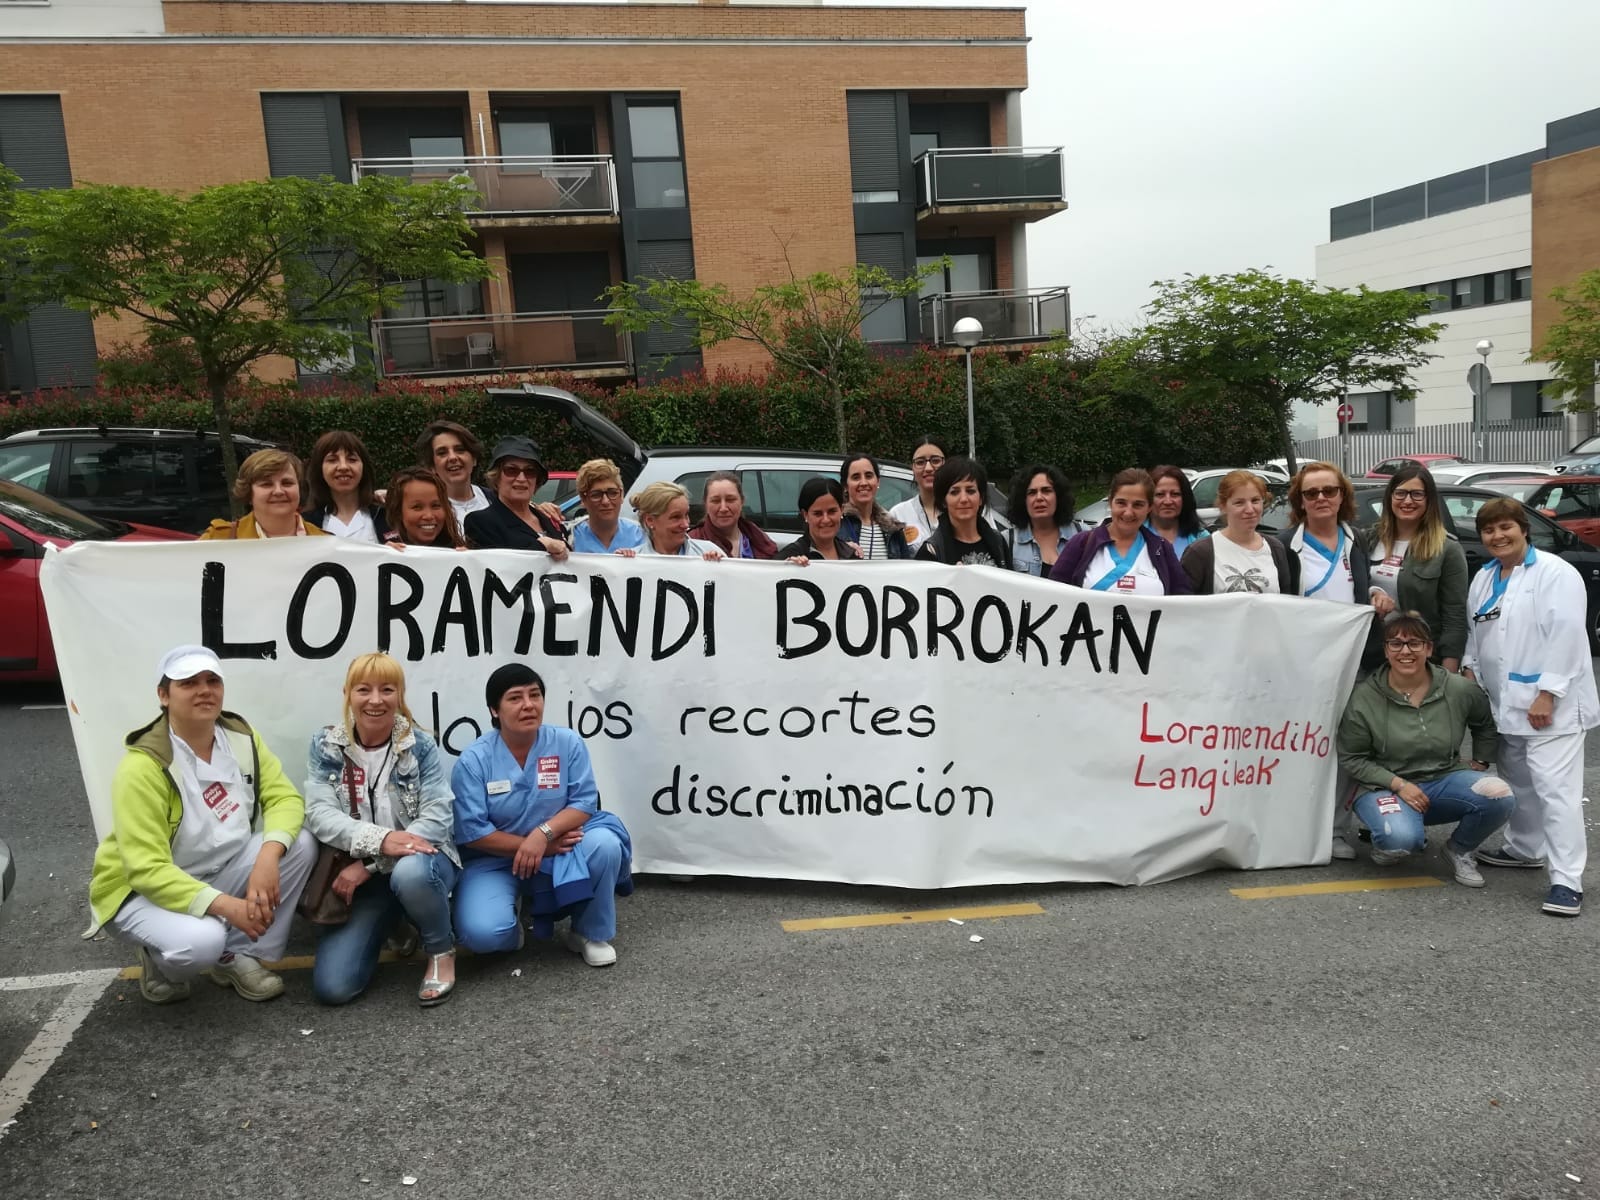 LORAMENDI BORROKAN
los recortes
discriminación
Loramendiko
Langileak